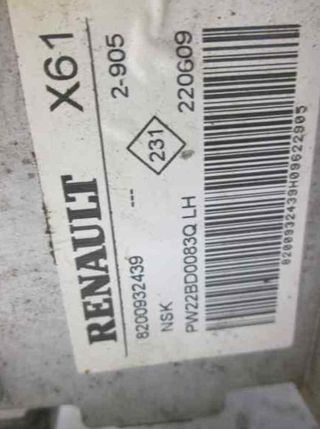 RENAULT X61
8200932439 --- 2-905
NSK 231
PW22BD0083Q LH 220609
8200932439H09622905